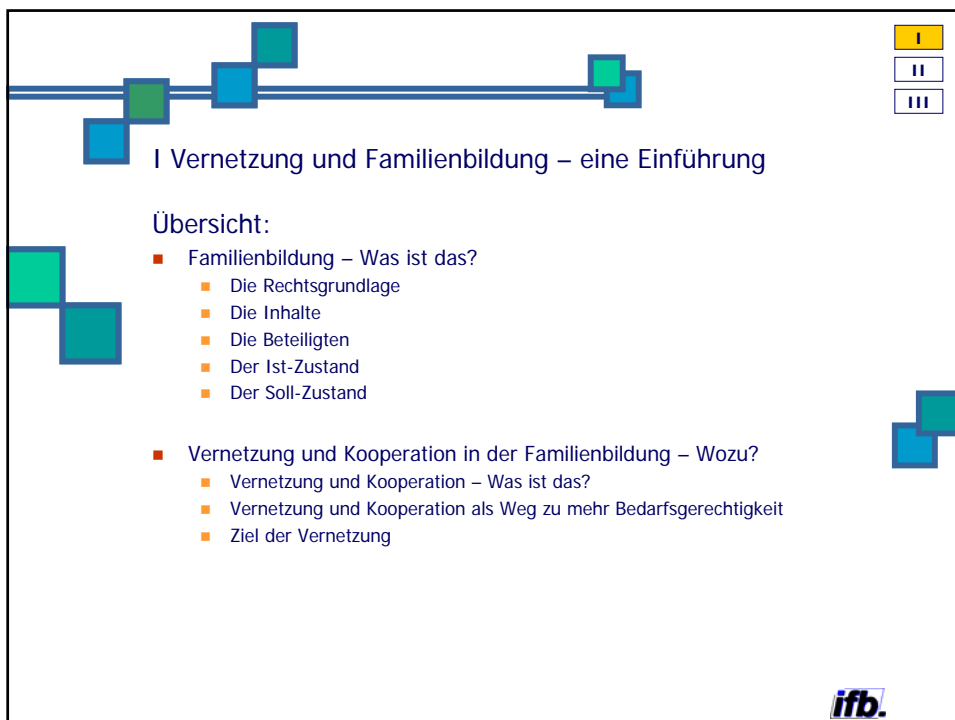 I
II
III
I Vernetzung und Familienbildung – eine Einführung
Übersicht:
Familienbildung – Was ist das?
Die Rechtsgrundlage
Die Inhalte
Die Beteiligten
Der Ist-Zustand
Der Soll-Zustand
Vernetzung und Kooperation in der Familienbildung – Wozu?
Vernetzung und Kooperation – Was ist das?
Vernetzung und Kooperation als Weg zu mehr Bedarfsgerechtigkeit
Ziel der Vernetzung
ifb.